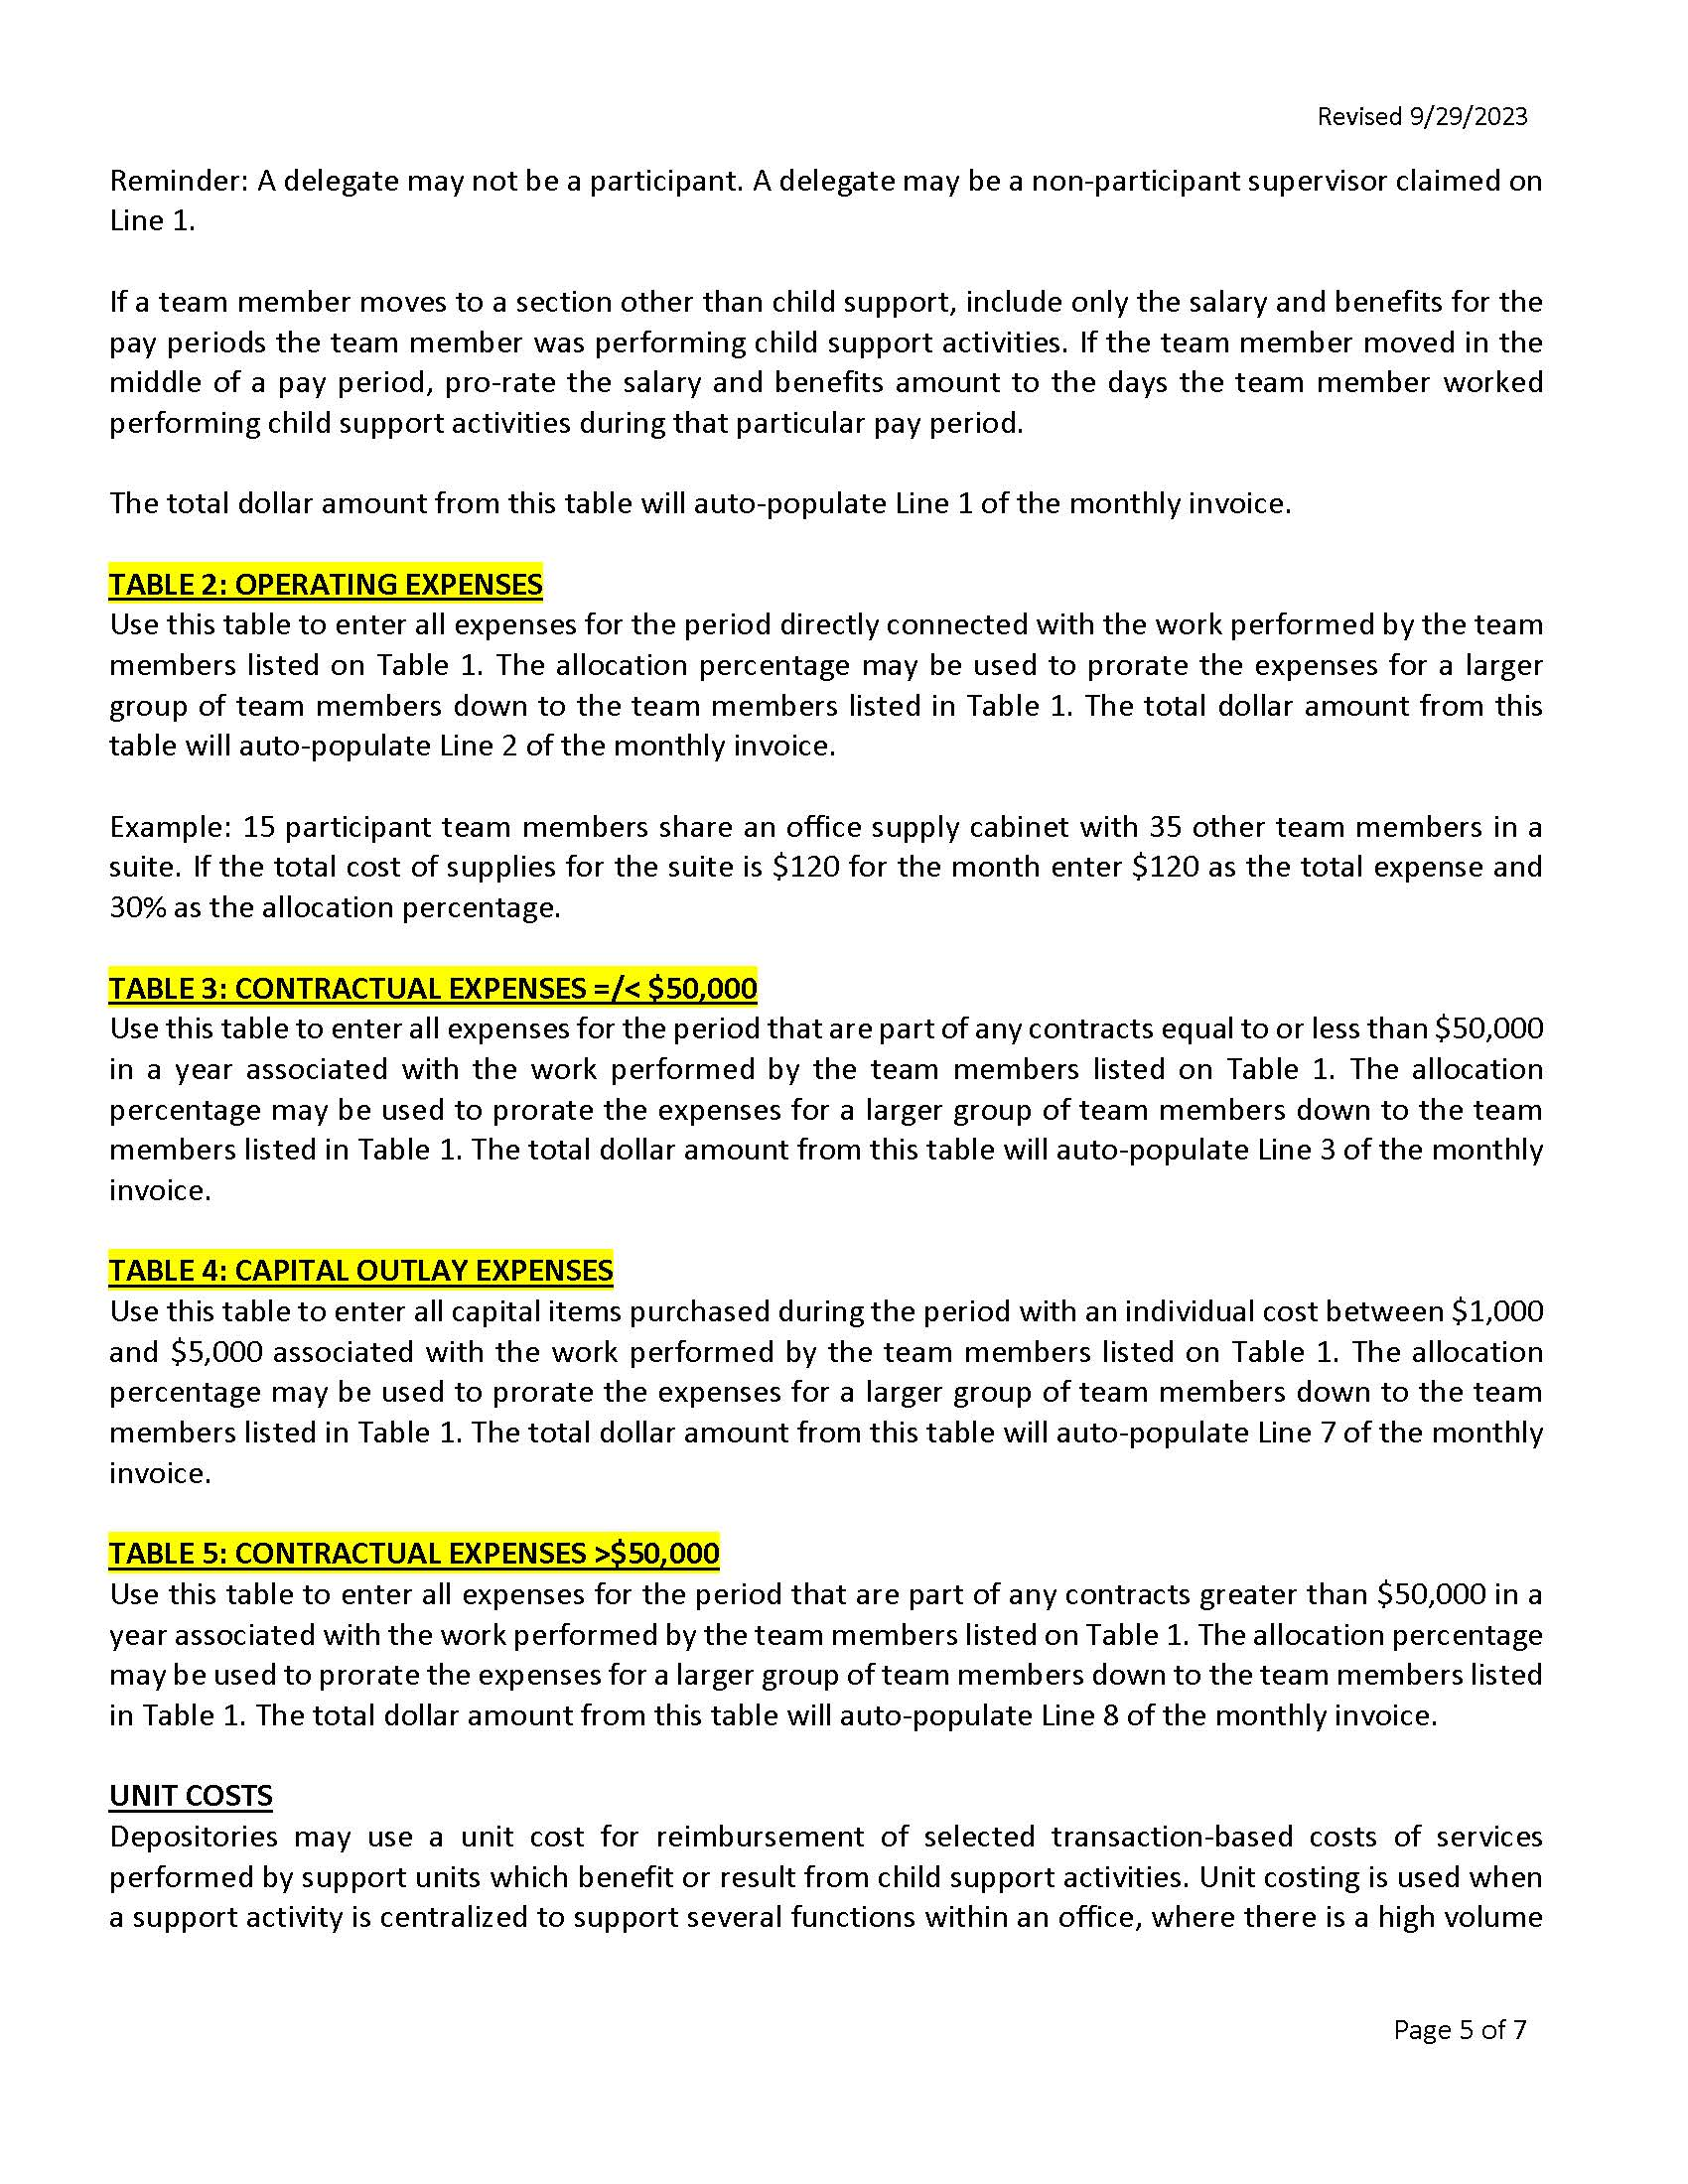 Revised 9/29/2023
Reminder: A delegate may not be a participant. A delegate may be a non-participant supervisor claimed on
Line 1.
If a team member moves to a section other than child support, include only the salary and benefits for the
pay periods the team member was performing child support activities. If the team member moved in the
middle of a pay period, pro-rate the salary and benefits amount to the days the team member worked
performing child support activities during that particular pay period.
The total dollar amount from this table will auto-populate Line 1 of the monthly invoice.
TABLE 2: OPERATING EXPENSES
Use this table to enter all expenses for the period directly connected with the work performed by the team
members listed on Table 1. The allocation percentage may be used to prorate the expenses for a larger
group of team members down to the team members listed in Table 1. The total dollar amount from this
table will auto-populate Line 2 of the monthly invoice.
Example: 15 participant team members share an office supply cabinet with 35 other team members in a
suite. If the total cost of supplies for the suite is $120 for the month enter $120 as the total expense and
30% as the allocation percentage.
TABLE 3: CONTRACTUAL EXPENSES =/< $50,000
Use this table to enter all expenses for the period that are part of any contracts equal to or less than $50,000
in a year associated with the work performed by the team members listed on Table 1. The allocation
percentage may be used to prorate the expenses for a larger group of team members down to the team
members listed in Table 1. The total dollar amount from this table will auto-populate Line 3 of the monthly
invoice.
TABLE 4: CAPITAL OUTLAY EXPENSES
Use this table to enter all capital items purchased during the period with an individual cost between $1,000
and $5,000 associated with the work performed by the team members listed on Table 1. The allocation
percentage may be used to prorate the expenses for a larger group of team members down to the team
members listed in Table 1. The total dollar amount from this table will auto-populate Line 7 of the monthly
invoice.
TABLE 5: CONTRACTUAL EXPENSES >$50,000
Use this table to enter all expenses for the period that are part of any contracts greater than $50,000 in a
year associated with the work performed by the team members listed on Table 1. The allocation percentage
may be used to prorate the expenses for a larger group of team members down to the team members listed
in Table 1. The total dollar amount from this table will auto-populate Line 8 of the monthly invoice.
UNIT COSTS
Depositories may use a unit cost for reimbursement of selected transaction-based costs of services
performed by support units which benefit or result from child support activities. Unit costing is used when
a support activity is centralized to support several functions within an office, where there is a high volume
Page 5 of 7